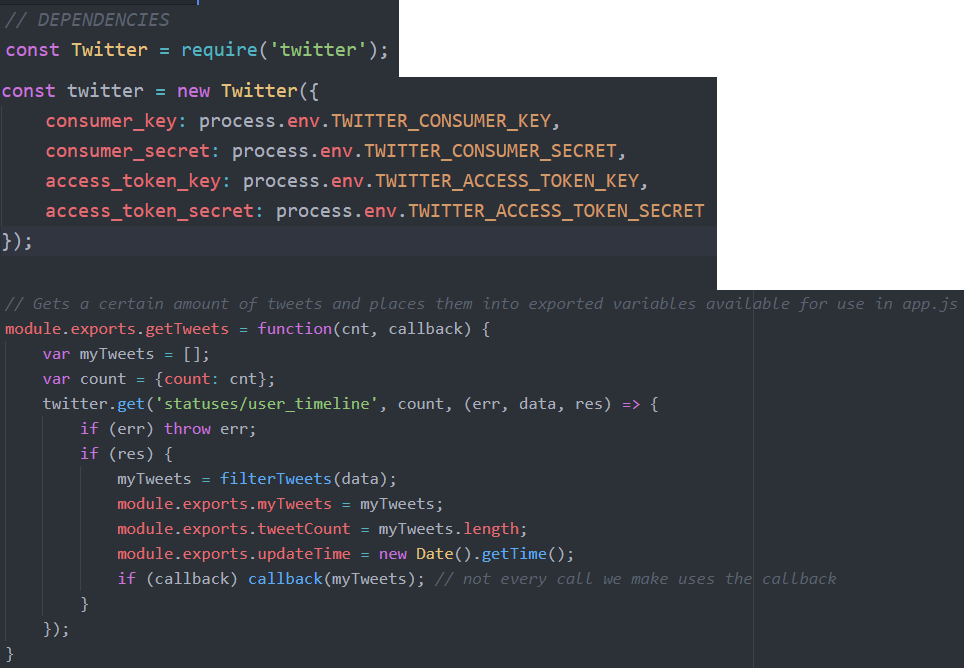 // DEPENDENCIES
const Twitter = require('twitter');
const twitter = new Twitter({
    consumer_key: process.env.TWITTER_CONSUMER_KEY,
    consumer_secret: process.env.TWITTER_CONSUMER_SECRET,
    access_token_key: process.env.TWITTER_ACCESS_TOKEN_KEY,
    access_token_secret: process.env.TWITTER_ACCESS_TOKEN_SECRET
});
// Gets a certain amount of tweets and places them into exported variables available for use in app.js
module.exports.getTweets = function(cnt, callback) {
    var myTweets = [];
    var count = {count: cnt};
    twitter.get('statuses/user_timeline', count, (err, data, res) => {
        if (err) throw err;
        if (res) {
            myTweets = filterTweets(data);
            module.exports.myTweets = myTweets;
            module.exports.tweetCount = myTweets.length;
            module.exports.updateTime = new Date().getTime();
            if (callback) callback(myTweets); // not every call we make uses the callback
        }
    });
}